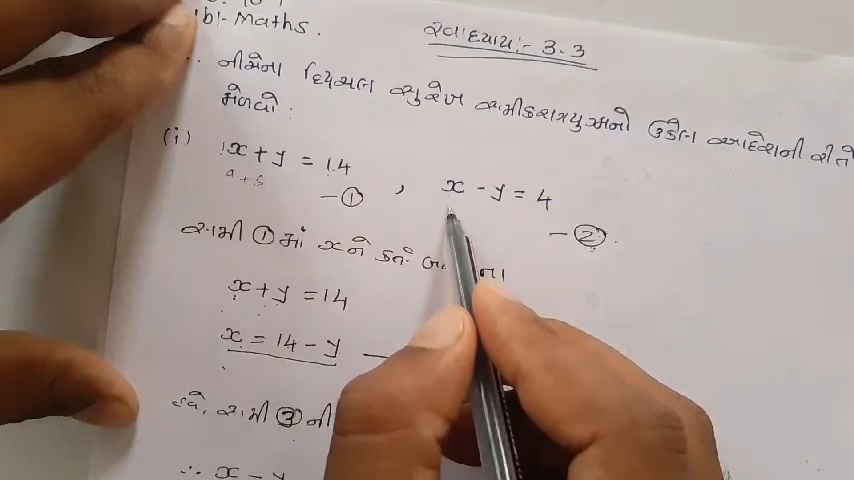 Maths.
સ્વાધ્યાય :- 3.3
નીચેના દ્વિચલ સુરેખ સમીકરણયુગ્મનો ઉકેલ આદેશની રીતે
મેળવો :
(i) x + y = 14 — ① , x - y = 4 — ②
સમી ① માં x ને કર્તા
x + y = 14
x = 14 - y —
હવે, સમી ③ ની
∴ x - y